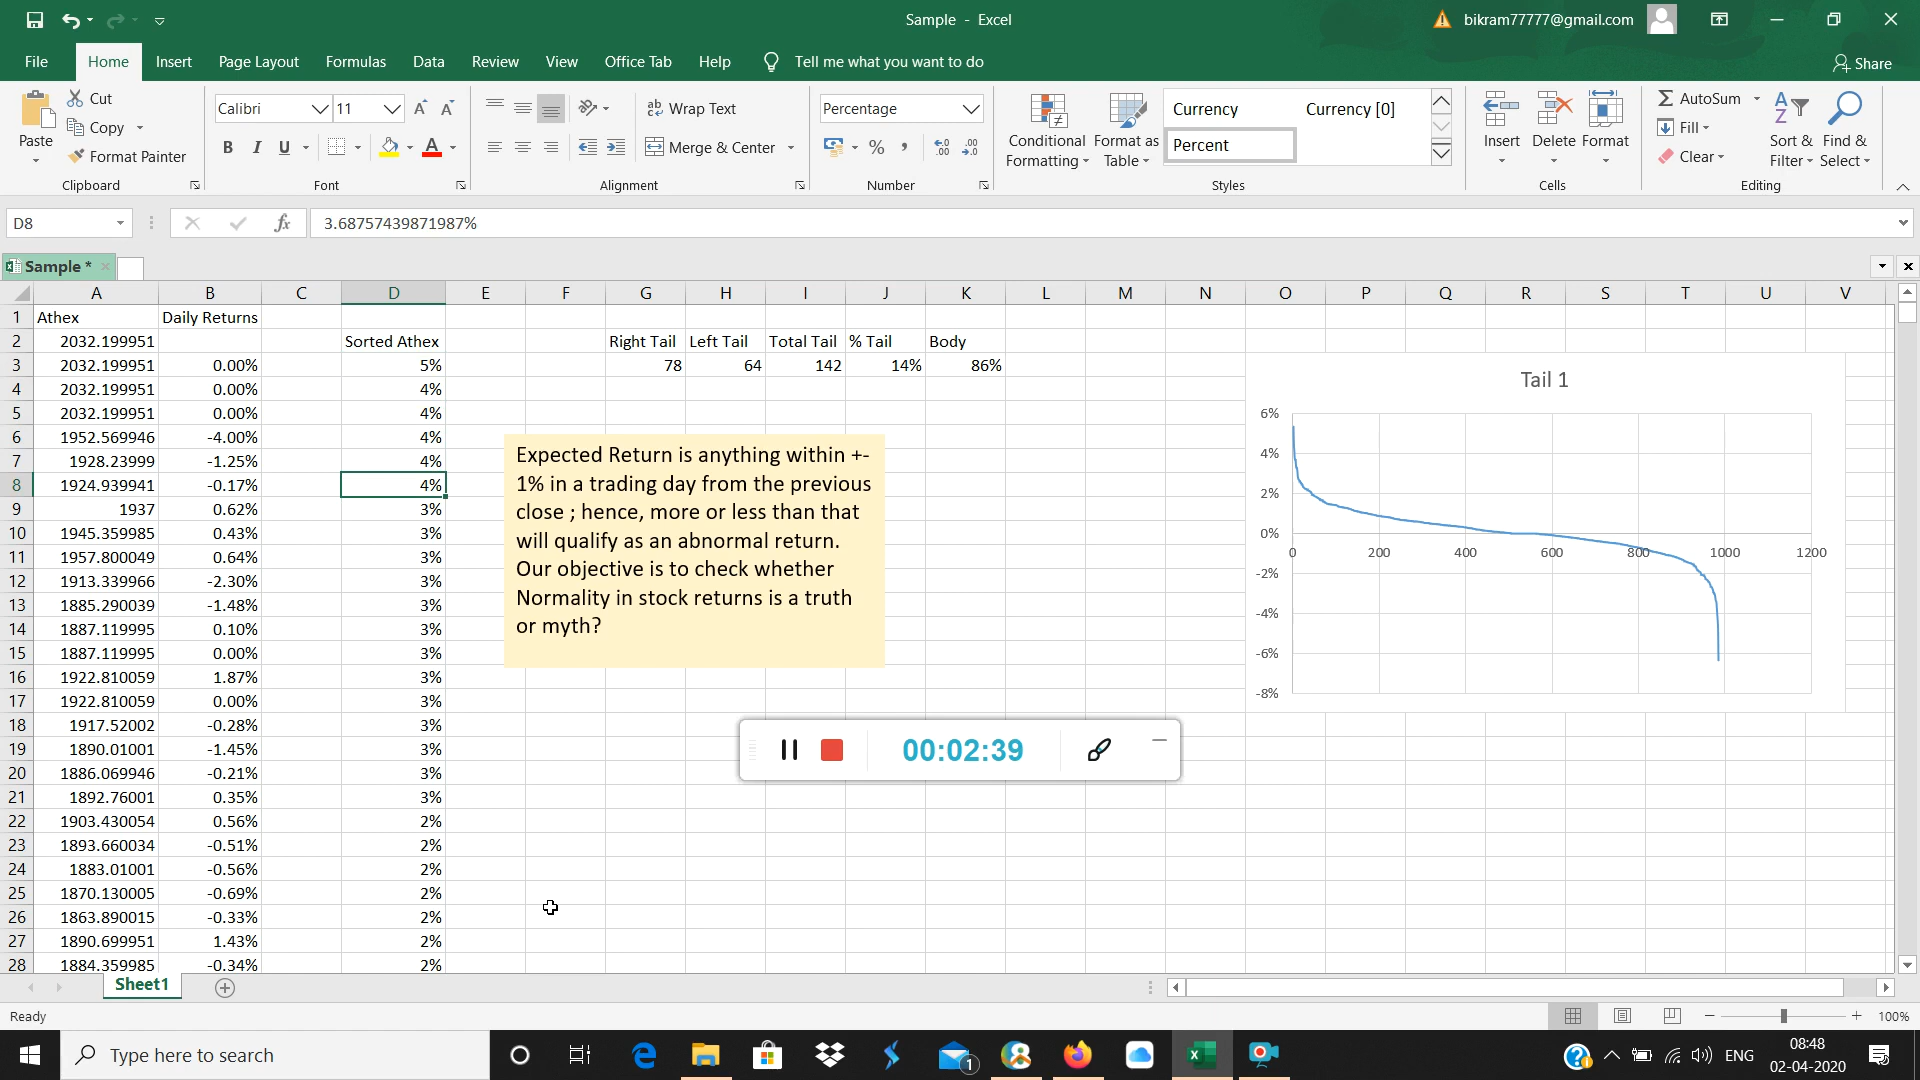 Sample - Excel
bikram77777@gmail.com
File Home Insert Page Layout Formulas Data Review View Office Tab Help Tell me what you want to do Share
Paste Cut Copy Format Painter Clipboard
Calibri 11 B I U A Font
Wrap Text Merge & Center Alignment
Percentage % Number
Conditional Formatting Format as Table Currency Currency [0] Percent Styles
Insert Delete Format Cells
AutoSum Fill Clear Sort & Filter Find & Select Editing
D8 fx 3.68757439871987%
Sample *
A B C D E F G H I J K L M N O P Q R S T U V
1 Athex Daily Returns
2 2032.199951 Sorted Athex Right Tail Left Tail Total Tail % Tail Body
3 2032.199951 0.00% 5% 78 64 142 14% 86%
4 2032.199951 0.00% 4%
5 2032.199951 0.00% 4%
6 1952.569946 -4.00% 4%
7 1928.23999 -1.25% 4%
8 1924.939941 -0.17% 4%
9 1937 0.62% 3%
10 1945.359985 0.43% 3%
11 1957.800049 0.64% 3%
12 1913.339966 -2.30% 3%
13 1885.290039 -1.48% 3%
14 1887.119995 0.10% 3%
15 1887.119995 0.00% 3%
16 1922.810059 1.87% 3%
17 1922.810059 0.00% 3%
18 1917.52002 -0.28% 3%
19 1890.01001 -1.45% 3%
20 1886.069946 -0.21% 3%
21 1892.76001 0.35% 3%
22 1903.430054 0.56% 2%
23 1893.660034 -0.51% 2%
24 1883.01001 -0.56% 2%
25 1870.130005 -0.69% 2%
26 1863.890015 -0.33% 2%
27 1890.699951 1.43% 2%
28 1884.359985 -0.34% 2%
Expected Return is anything within +-
1% in a trading day from the previous
close ; hence, more or less than that
will qualify as an abnormal return.
Our objective is to check whether
Normality in stock returns is a truth
or myth?
Tail 1
6%
4%
2%
0%
0 200 400 600 800 1000 1200
-2%
-4%
-6%
-8%
00:02:39
Sheet1
Ready 100%
Type here to search
1
ENG 08:48
02-04-2020